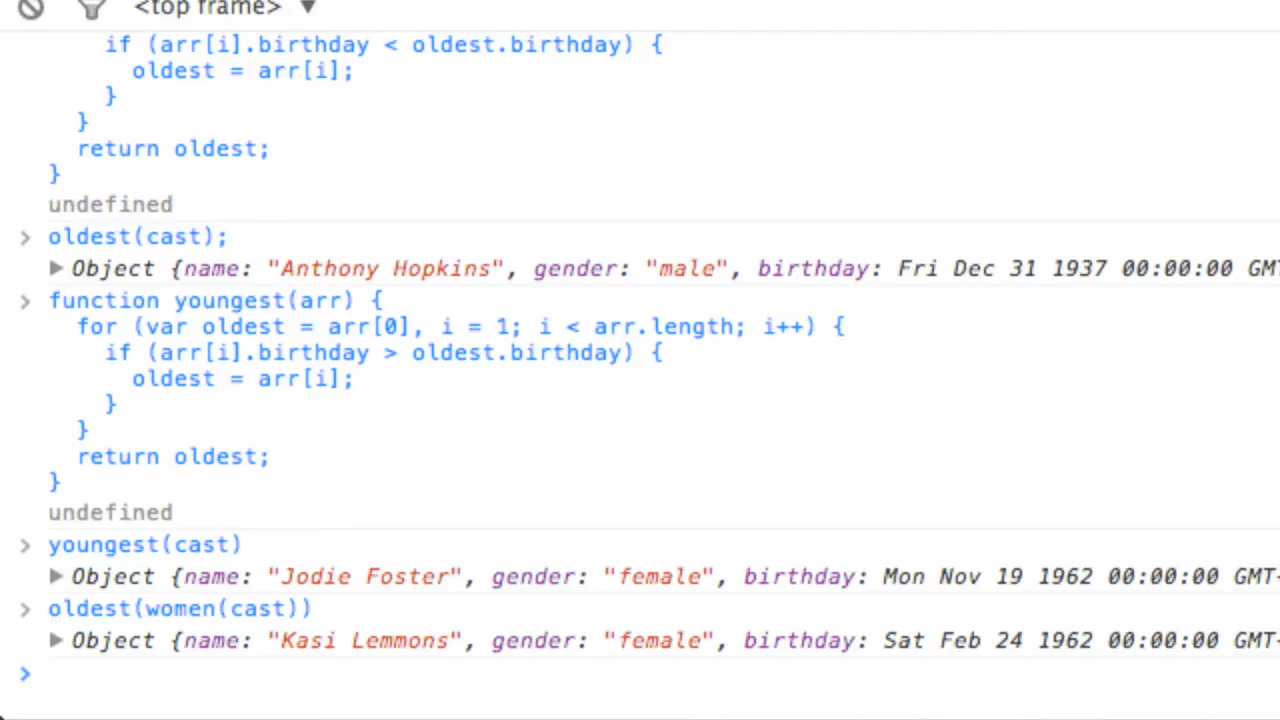 <top frame> ▼
if (arr[i].birthday < oldest.birthday) {
oldest = arr[i];
}
}
return oldest;
}
undefined
> oldest(cast);
▶ Object {name: "Anthony Hopkins", gender: "male", birthday: Fri Dec 31 1937 00:00:00 GMT
> function youngest(arr) {
for (var oldest = arr[0], i = 1; i < arr.length; i++) {
if (arr[i].birthday > oldest.birthday) {
oldest = arr[i];
}
}
return oldest;
}
undefined
> youngest(cast)
▶ Object {name: "Jodie Foster", gender: "female", birthday: Mon Nov 19 1962 00:00:00 GMT-
> oldest(women(cast))
▶ Object {name: "Kasi Lemmons", gender: "female", birthday: Sat Feb 24 1962 00:00:00 GMT-
>